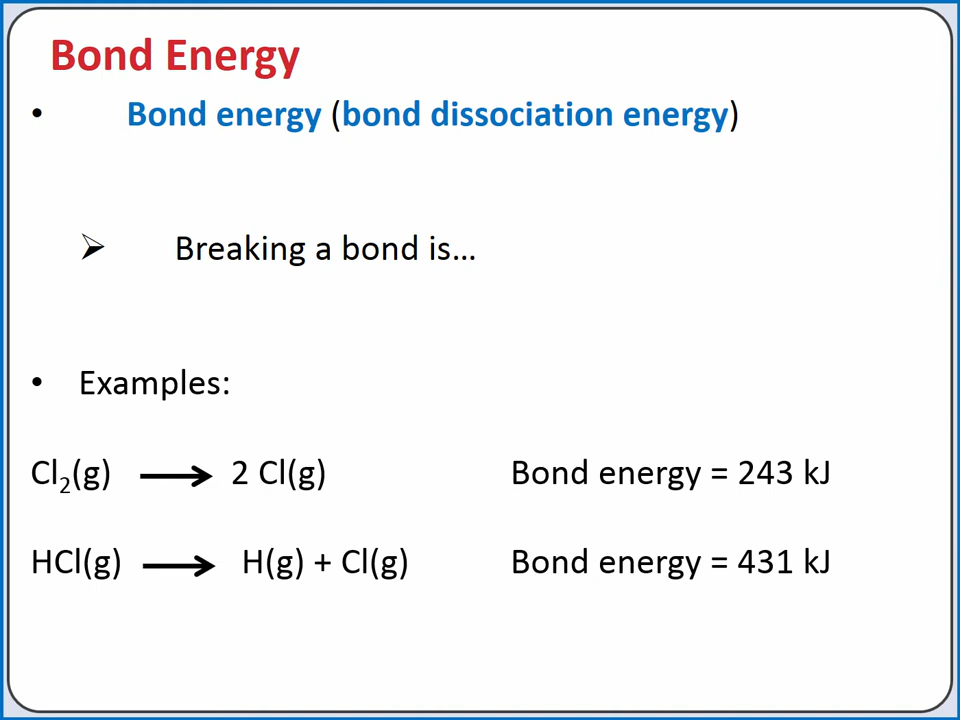 Bond Energy
• Bond energy (bond dissociation energy)
➢ Breaking a bond is...
• Examples:
Cl₂(g) ⟶ 2 Cl(g) Bond energy = 243 kJ
HCl(g) ⟶ H(g) + Cl(g) Bond energy = 431 kJ